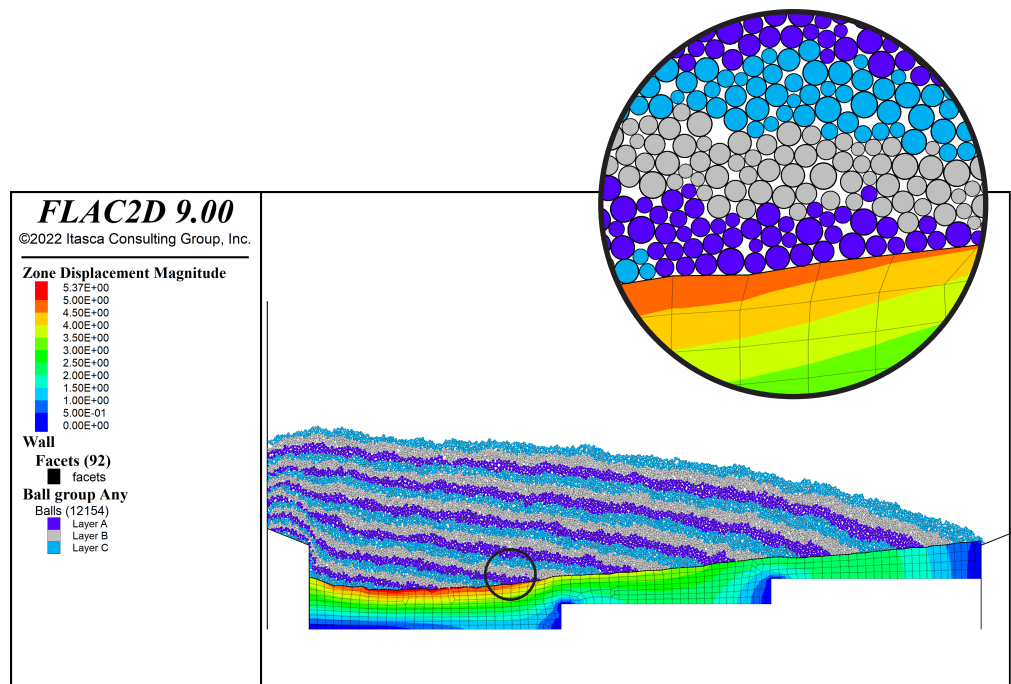 FLAC2D 9.00
©2022 Itasca Consulting Group, Inc.
Zone Displacement Magnitude
5.37E+00
5.00E+00
4.50E+00
4.00E+00
3.50E+00
3.00E+00
2.50E+00
2.00E+00
1.50E+00
1.00E+00
5.00E-01
0.00E+00
Wall
Facets (92)
facets
Ball group Any
Balls (12154)
Layer A
Layer B
Layer C